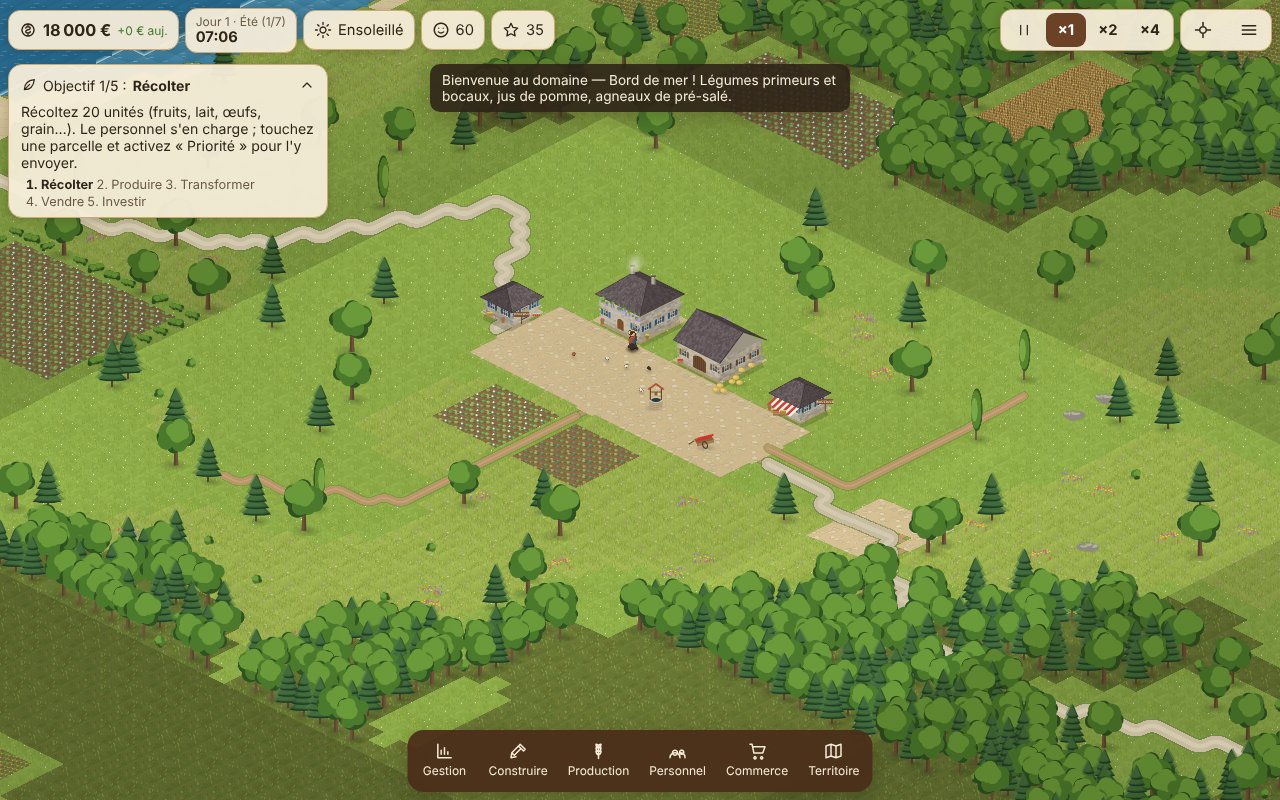 18 000 € +0 € auj.
Jour 1 · Été (1/7)
07:06
Ensoleillé
60
35
×1
×2
×4
Objectif 1/5 : Récolter
Récoltez 20 unités (fruits, lait, œufs,
grain...). Le personnel s'en charge ; touchez
une parcelle et activez « Priorité » pour l'y
envoyer.
1. Récolter 2. Produire 3. Transformer
4. Vendre 5. Investir
Bienvenue au domaine — Bord de mer ! Légumes primeurs et
bocaux, jus de pomme, agneaux de pré-salé.
Gestion
Construire
Production
Personnel
Commerce
Territoire